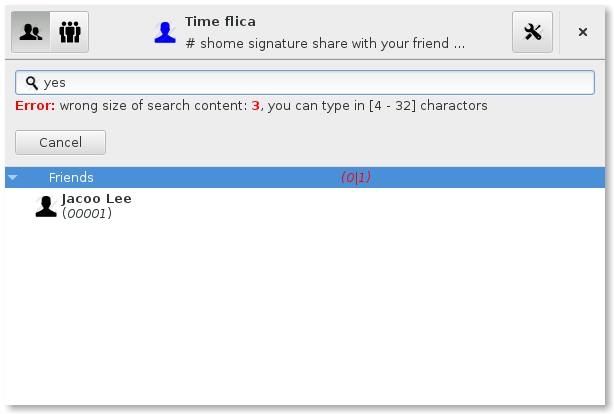 Time flica
# shome signature share with your friend ...
yes
Error: wrong size of search content: 3, you can type in [4 - 32] charactors
Cancel
Friends (0|1)
Jacoo Lee
(00001)